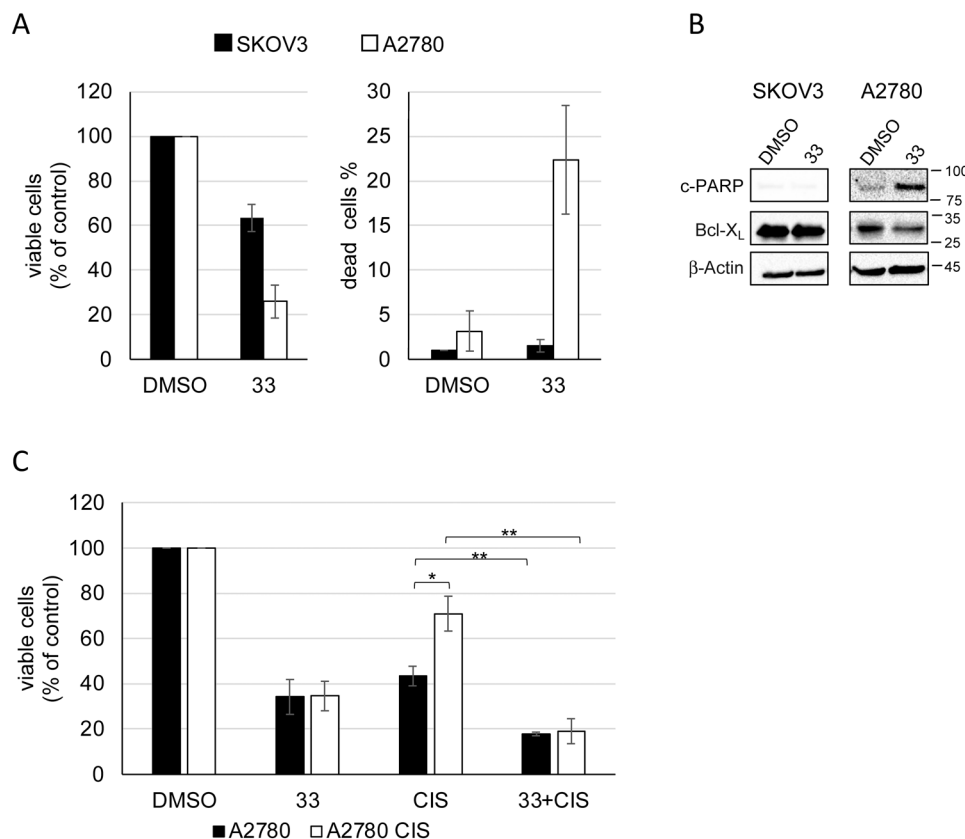 A
■ SKOV3 □ A2780
viable cells
(% of control)
120
100
80
60
40
20
0
DMSO 33
dead cells %
30
25
20
15
10
5
0
DMSO 33
B
SKOV3 A2780
DMSO 33 DMSO 33
c-PARP
100
75
Bcl-XL
35
25
β-Actin
45
C
viable cells
(% of control)
120
100
80
60
40
20
0
**
**
*
DMSO 33 CIS 33+CIS
■ A2780 □ A2780 CIS